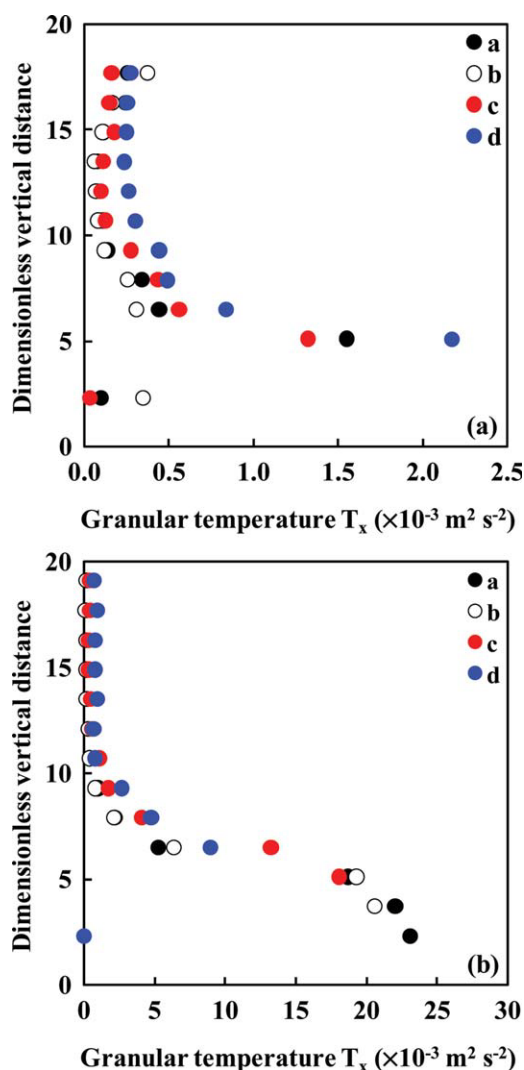 20
15
10
5
0
Dimensionless vertical distance
a
b
c
d
(a)
0.0 0.5 1.0 1.5 2.0 2.5
Granular temperature Tₓ (×10⁻³ m² s⁻²)
20
15
10
5
0
Dimensionless vertical distance
a
b
c
d
(b)
0 5 10 15 20 25 30
Granular temperature Tₓ (×10⁻³ m² s⁻²)